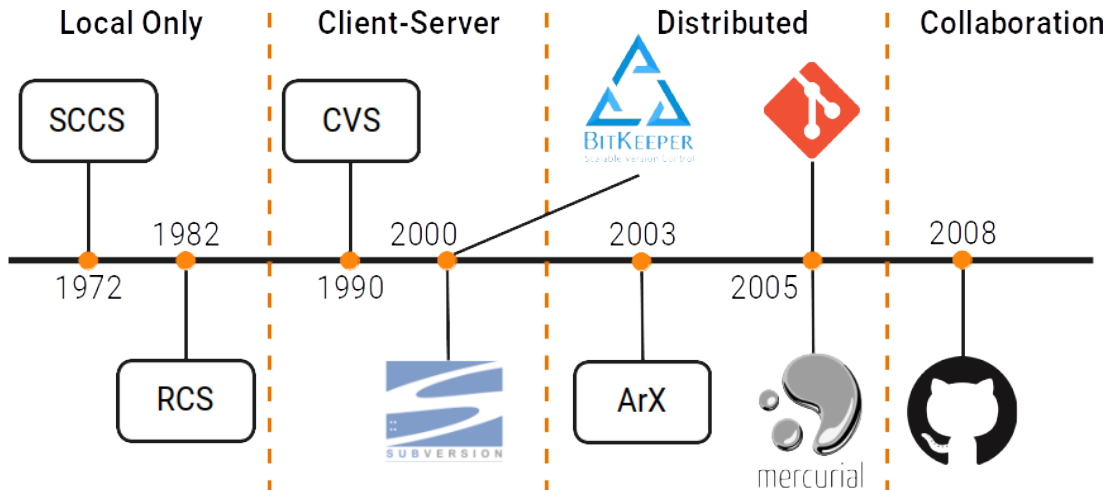 Local Only
Client-Server
Distributed
Collaboration
SCCS
CVS
BITKEEPER
Scalable Version Control
1982
2000
2003
2008
1972
1990
2005
RCS
SUBVERSION
ArX
mercurial